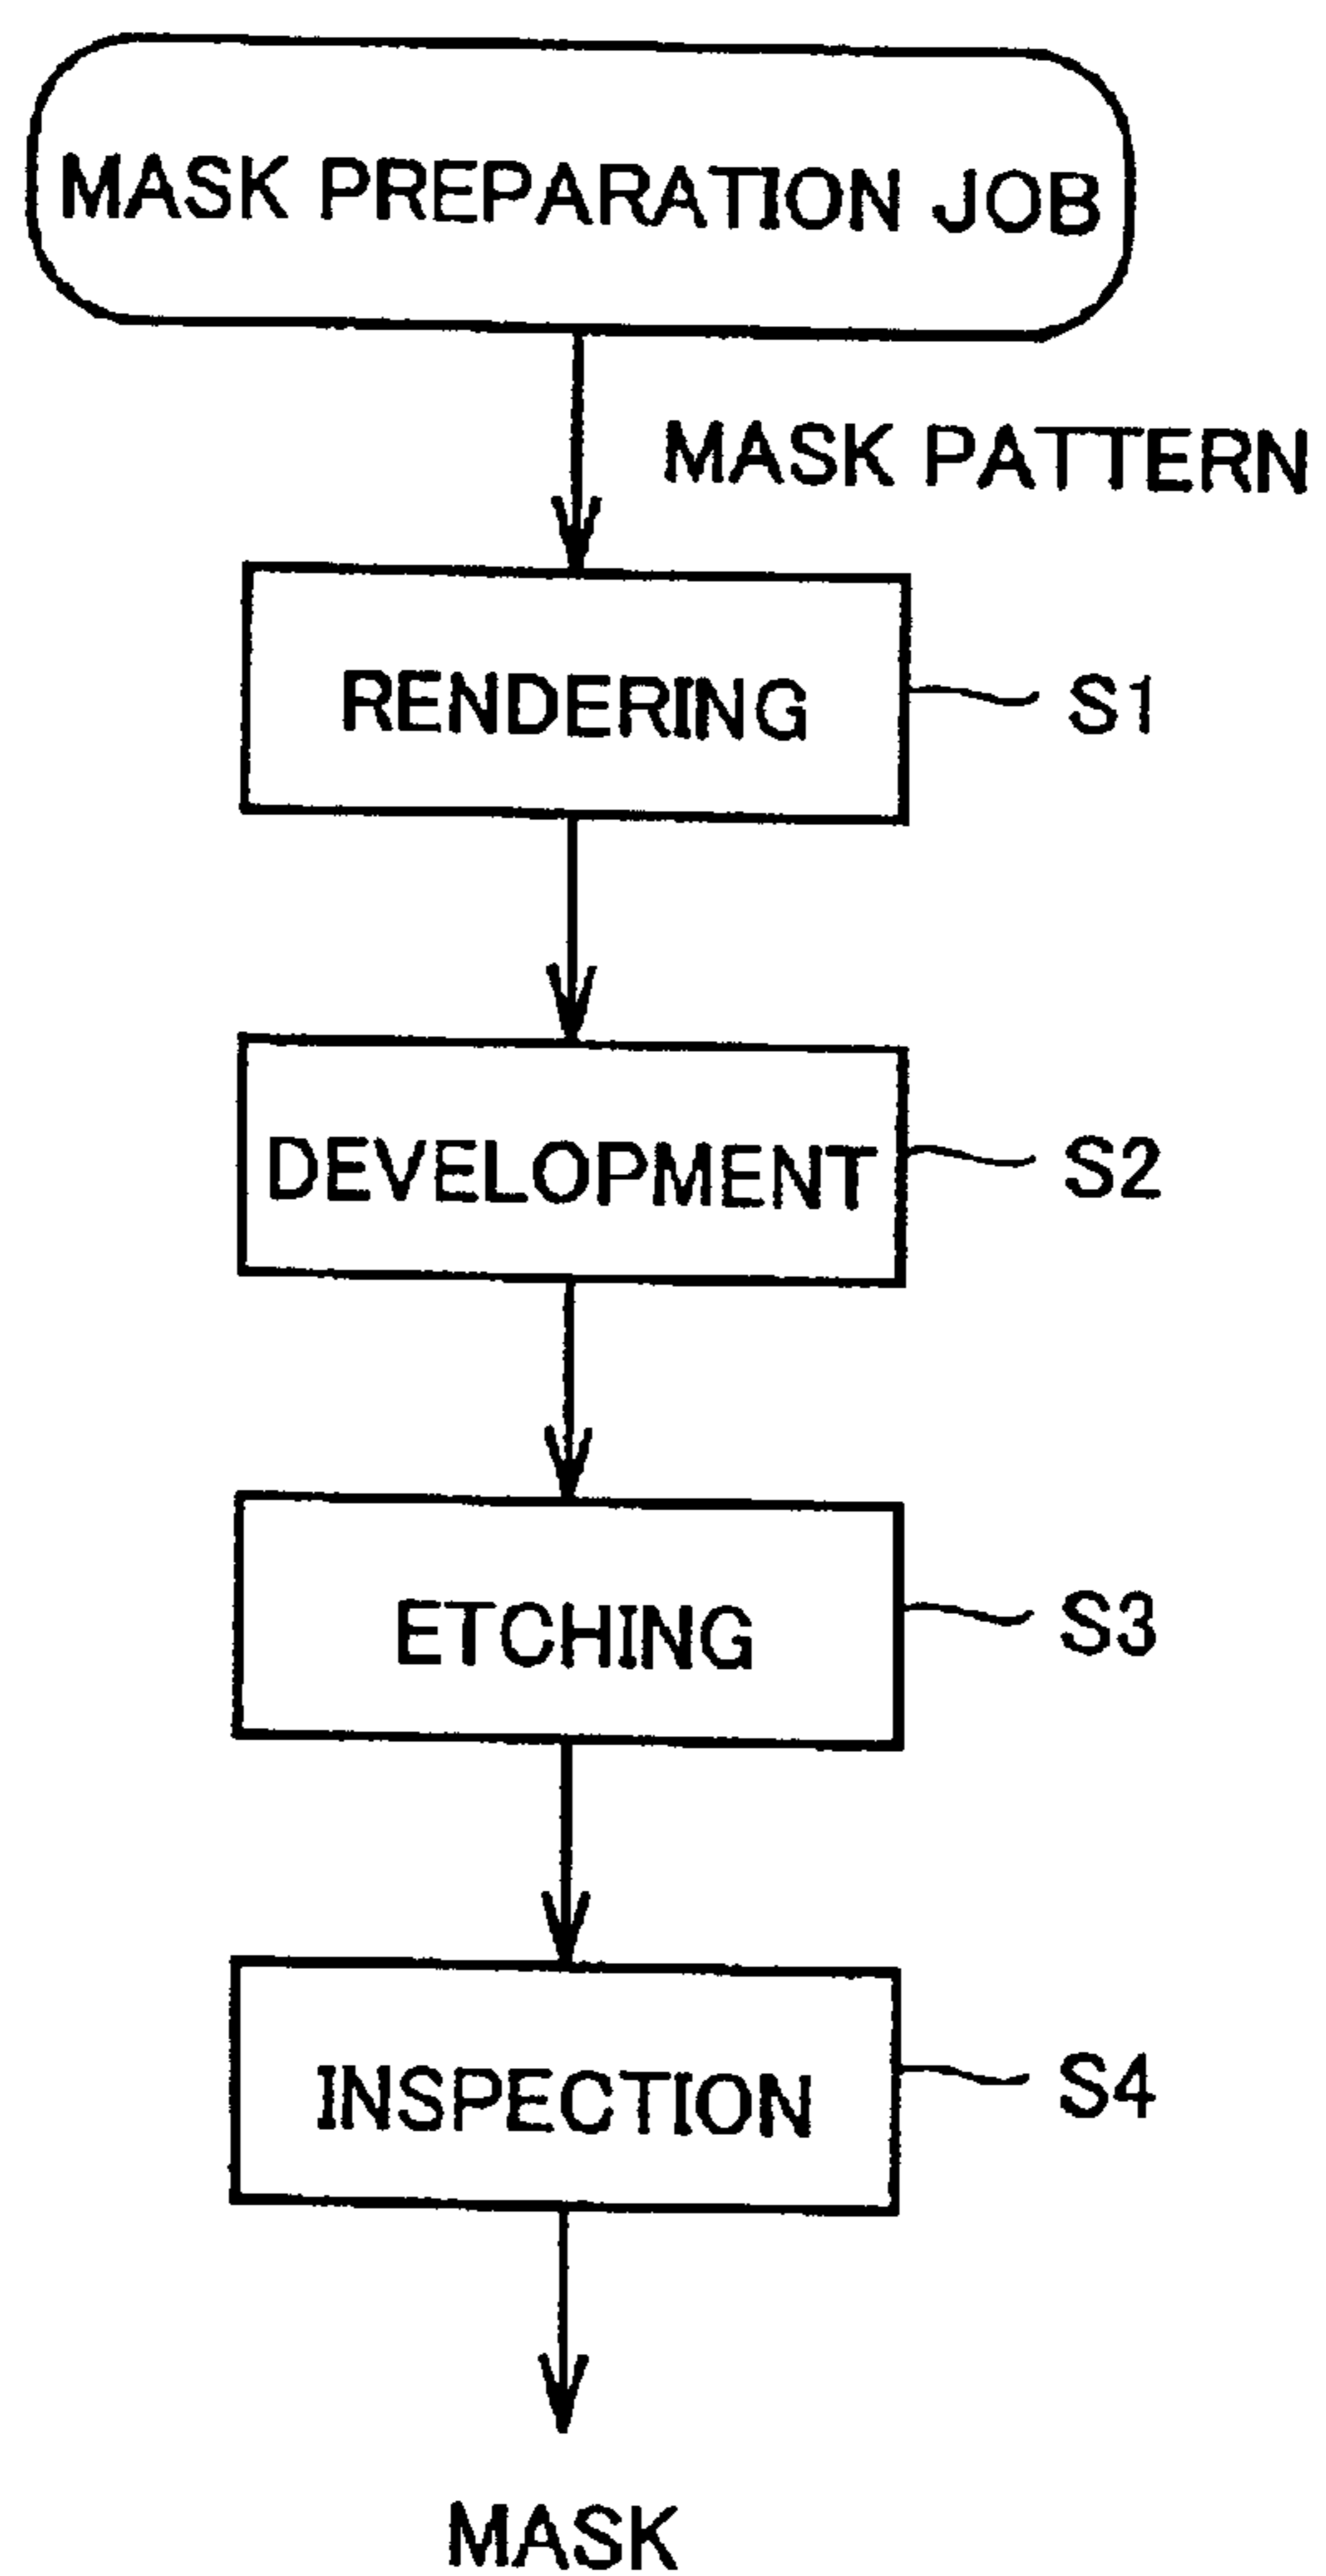 MASK PREPARATION JOB
MASK PATTERN
RENDERING S1
DEVELOPMENT S2
ETCHING S3
INSPECTION S4
MASK